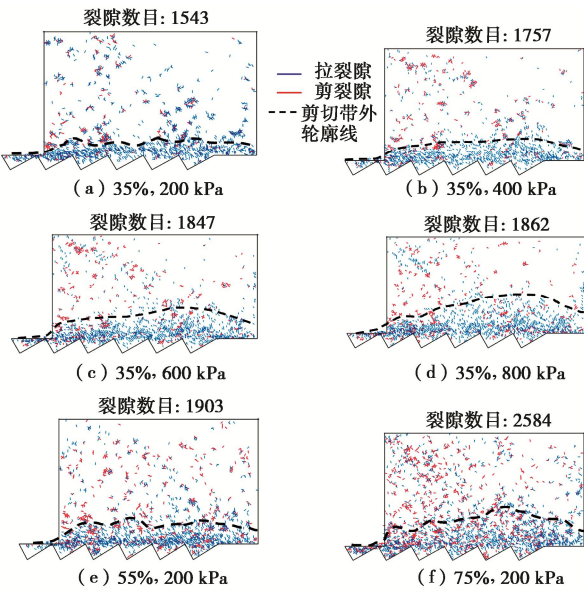 裂隙数目: 1543
裂隙数目: 1757
拉裂隙
剪裂隙
剪切带外
轮廓线
(a) 35%, 200 kPa
(b) 35%, 400 kPa
裂隙数目: 1847
裂隙数目: 1862
(c) 35%, 600 kPa
(d) 35%, 800 kPa
裂隙数目: 1903
裂隙数目: 2584
(e) 55%, 200 kPa
(f) 75%, 200 kPa